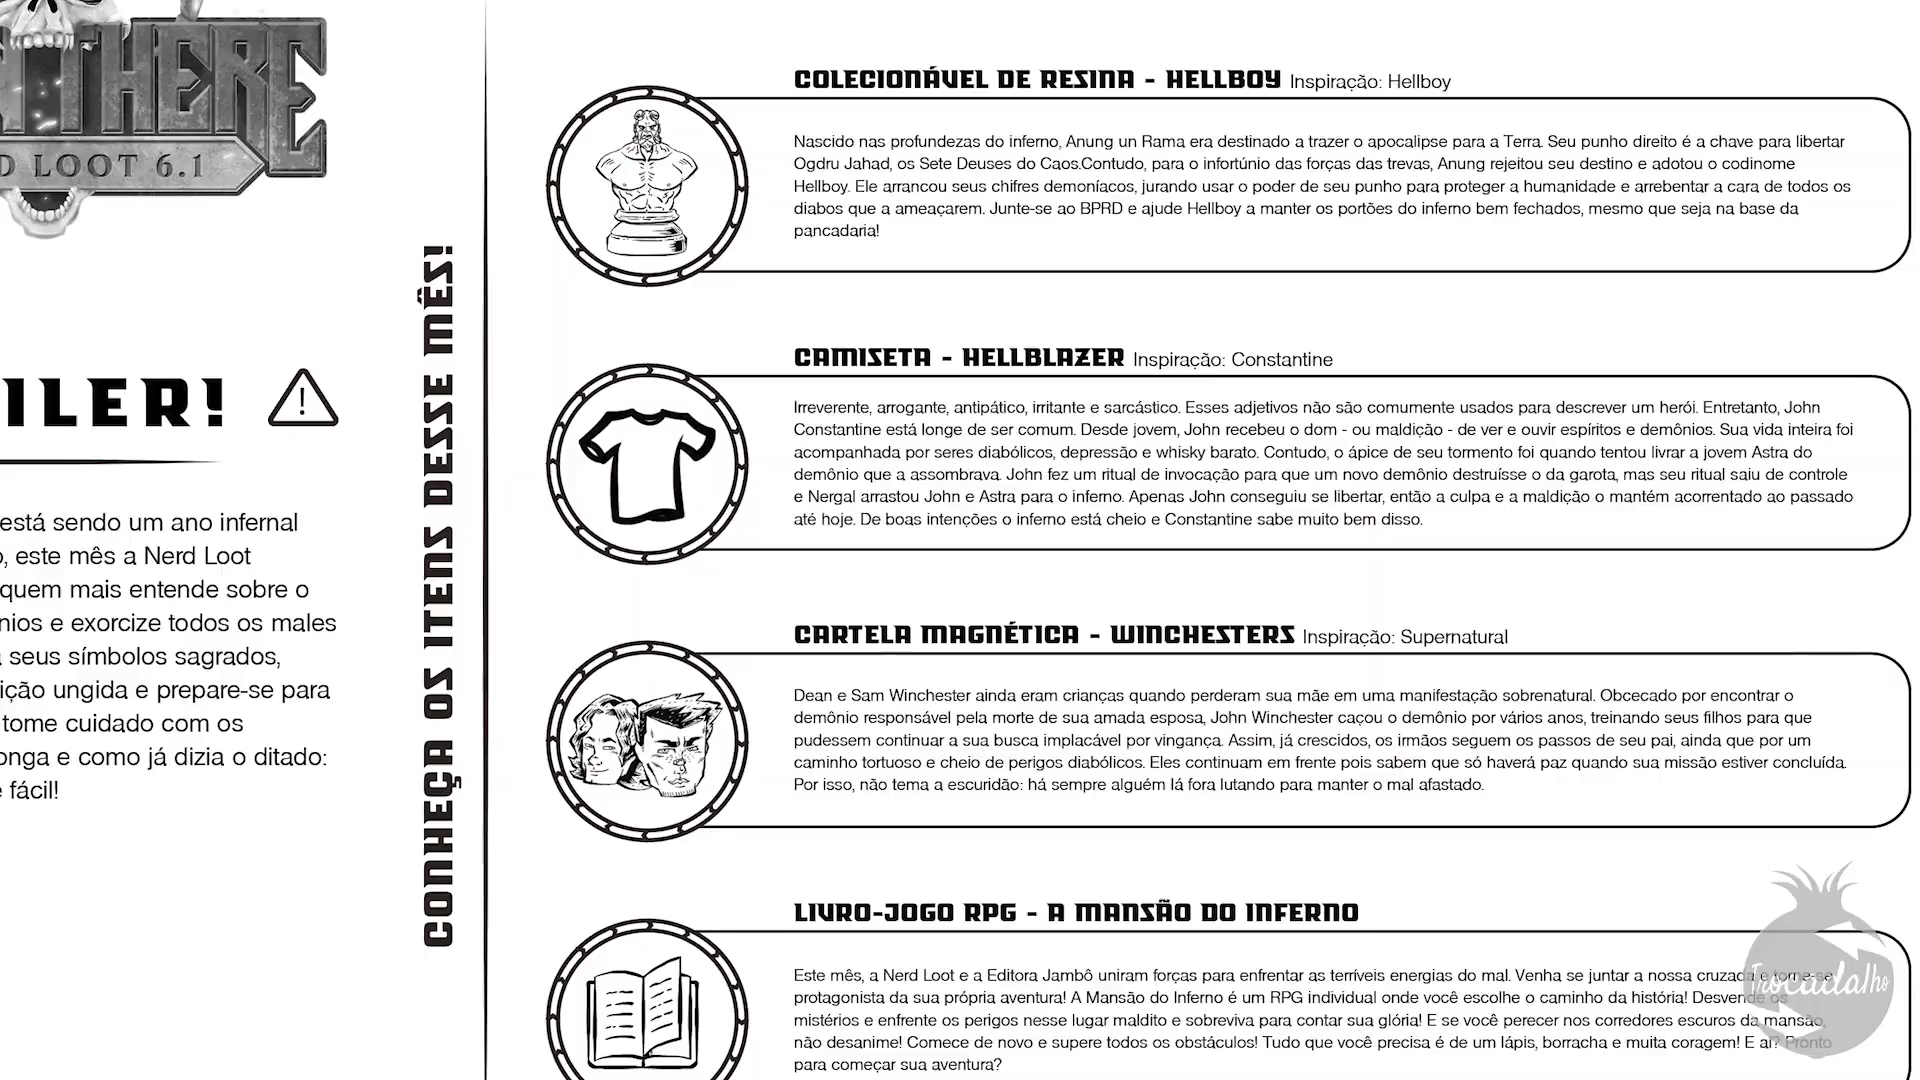 THERE
D LOOT 6.1
ILER!
está sendo um ano infernal
, este mês a Nerd Loot
quem mais entende sobre o
nios e exorcize todos os males
seus símbolos sagrados,
ição ungida e prepare-se para
tome cuidado com os
onga e como já dizia o ditado:
fácil!
CONHEÇA OS ITENS DESSE MÊS!
COLECIONÁVEL DE RESINA - HELLBOY Inspiração: Hellboy
Nascido nas profundezas do inferno, Anung un Rama era destinado a trazer o apocalipse para a Terra. Seu punho direito é a chave para libertar
Ogdru Jahad, os Sete Deuses do Caos.Contudo, para o infortúnio das forças das trevas, Anung rejeitou seu destino e adotou o codinome
Hellboy. Ele arrancou seus chifres demoníacos, jurando usar o poder de seu punho para proteger a humanidade e arrebentar a cara de todos os
diabos que a ameaçarem. Junte-se ao BPRD e ajude Hellboy a manter os portões do inferno bem fechados, mesmo que seja na base da
pancadaria!
CAMISETA - HELLBLAZER Inspiração: Constantine
Irreverente, arrogante, antipático, irritante e sarcástico. Esses adjetivos não são comumente usados para descrever um herói. Entretanto, John
Constantine está longe de ser comum. Desde jovem, John recebeu o dom - ou maldição - de ver e ouvir espíritos e demônios. Sua vida inteira foi
acompanhada por seres diabólicos, depressão e whisky barato. Contudo, o ápice de seu tormento foi quando tentou livrar a jovem Astra do
demônio que a assombrava. John fez um ritual de invocação para que um novo demônio destruísse o da garota, mas seu ritual saiu de controle
e Nergal arrastou John e Astra para o inferno. Apenas John conseguiu se libertar, então a culpa e a maldição o mantém acorrentado ao passado
até hoje. De boas intenções o inferno está cheio e Constantine sabe muito bem disso.
CARTELA MAGNÉTICA - WINCHESTERS Inspiração: Supernatural
Dean e Sam Winchester ainda eram crianças quando perderam sua mãe em uma manifestação sobrenatural. Obcecado por encontrar o
demônio responsável pela morte de sua amada esposa, John Winchester caçou o demônio por vários anos, treinando seus filhos para que
pudessem continuar a sua busca implacável por vingança. Assim, já crescidos, os irmãos seguem os passos de seu pai, ainda que por um
caminho tortuoso e cheio de perigos diabólicos. Eles continuam em frente pois sabem que só haverá paz quando sua missão estiver concluída.
Por isso, não tema a escuridão: há sempre alguém lá fora lutando para manter o mal afastado.
LIVRO-JOGO RPG - A MANSÃO DO INFERNO
Este mês, a Nerd Loot e a Editora Jambô uniram forças para enfrentar as terríveis energias do mal. Venha se juntar a nossa cruzada e torne-se
protagonista da sua própria aventura! A Mansão do Inferno é um RPG individual onde você escolhe o caminho da história! Desvende os
mistérios e enfrente os perigos nesse lugar maldito e sobreviva para contar sua glória! E se você perecer nos corredores escuros da mansão,
não desanime! Comece de novo e supere todos os obstáculos! Tudo que você precisa é de um lápis, borracha e muita coragem! E aí? Pronto
para começar sua aventura?
Trocadalho